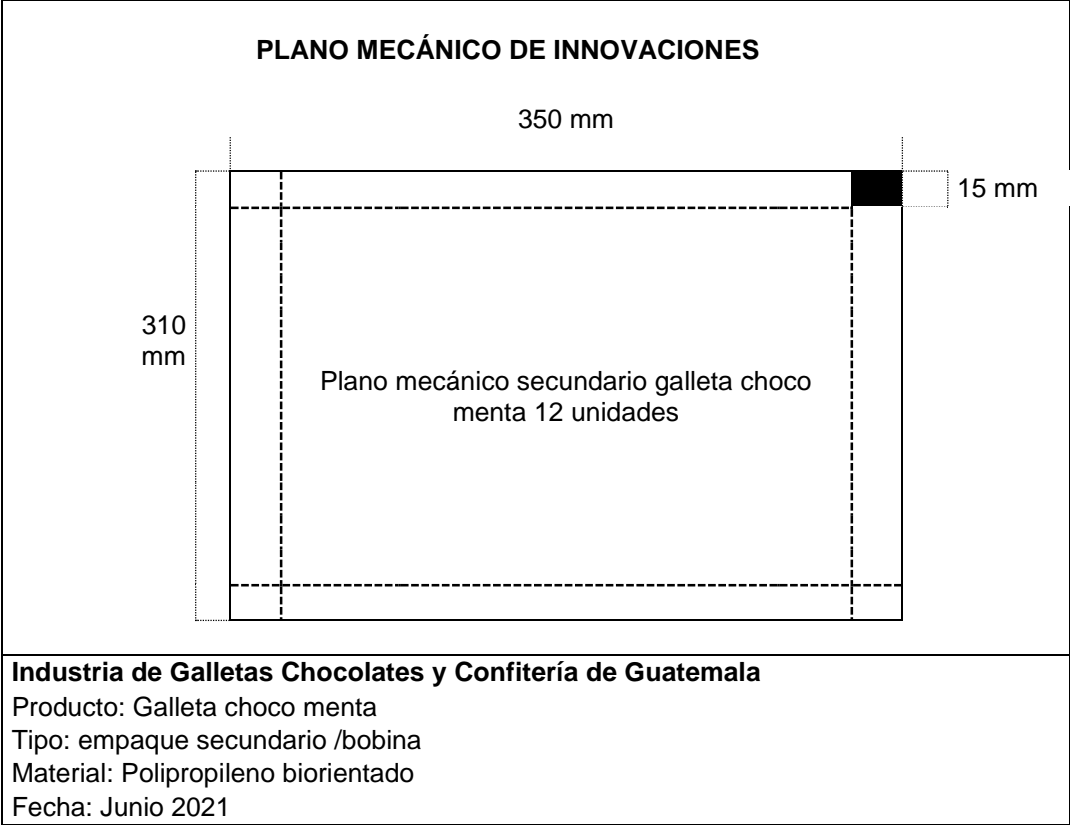 PLANO MECÁNICO DE INNOVACIONES
350 mm
15 mm
310
mm
Plano mecánico secundario galleta choco
menta 12 unidades
Industria de Galletas Chocolates y Confitería de Guatemala
Producto: Galleta choco menta
Tipo: empaque secundario /bobina
Material: Polipropileno biorientado
Fecha: Junio 2021